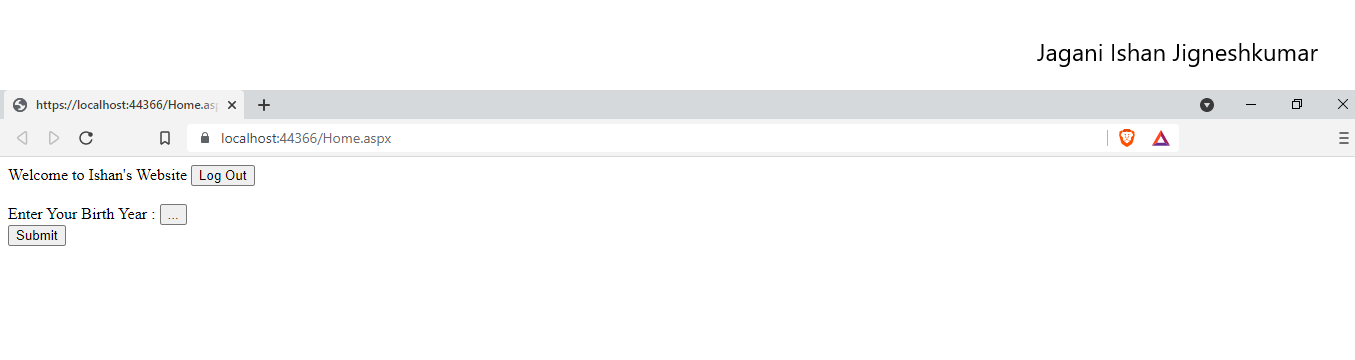 Jagani Ishan Jigneshkumar
https://localhost:44366/Home.asp
localhost:44366/Home.aspx
Welcome to Ishan's Website Log Out
Enter Your Birth Year : ...
Submit